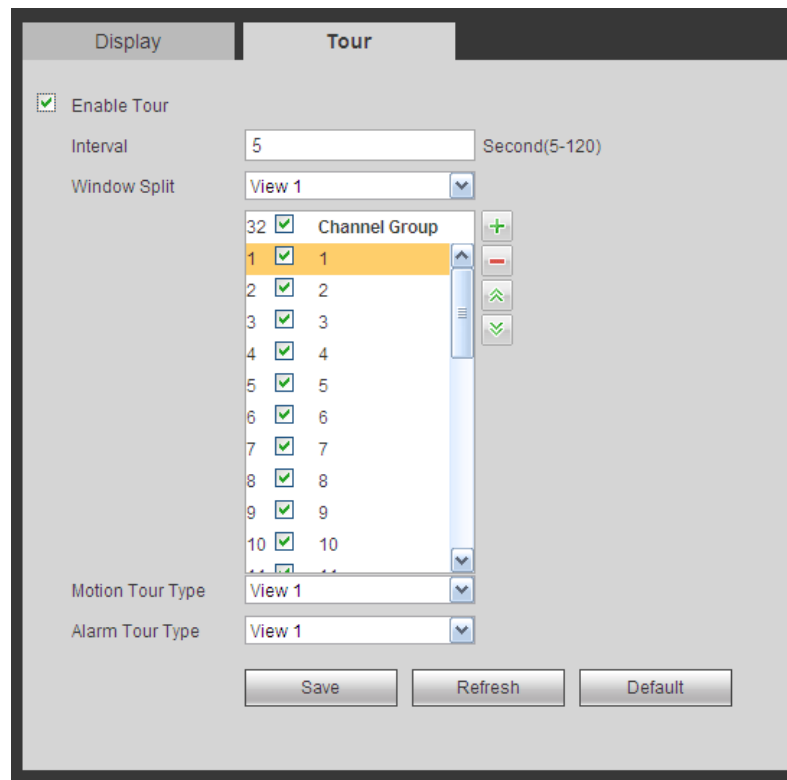 Display Tour
Enable Tour
Interval 5 Second(5-120)
Window Split View 1
32 Channel Group
1 1
2 2
3 3
4 4
5 5
6 6
7 7
8 8
9 9
10 10
Motion Tour Type View 1
Alarm Tour Type View 1
Save Refresh Default